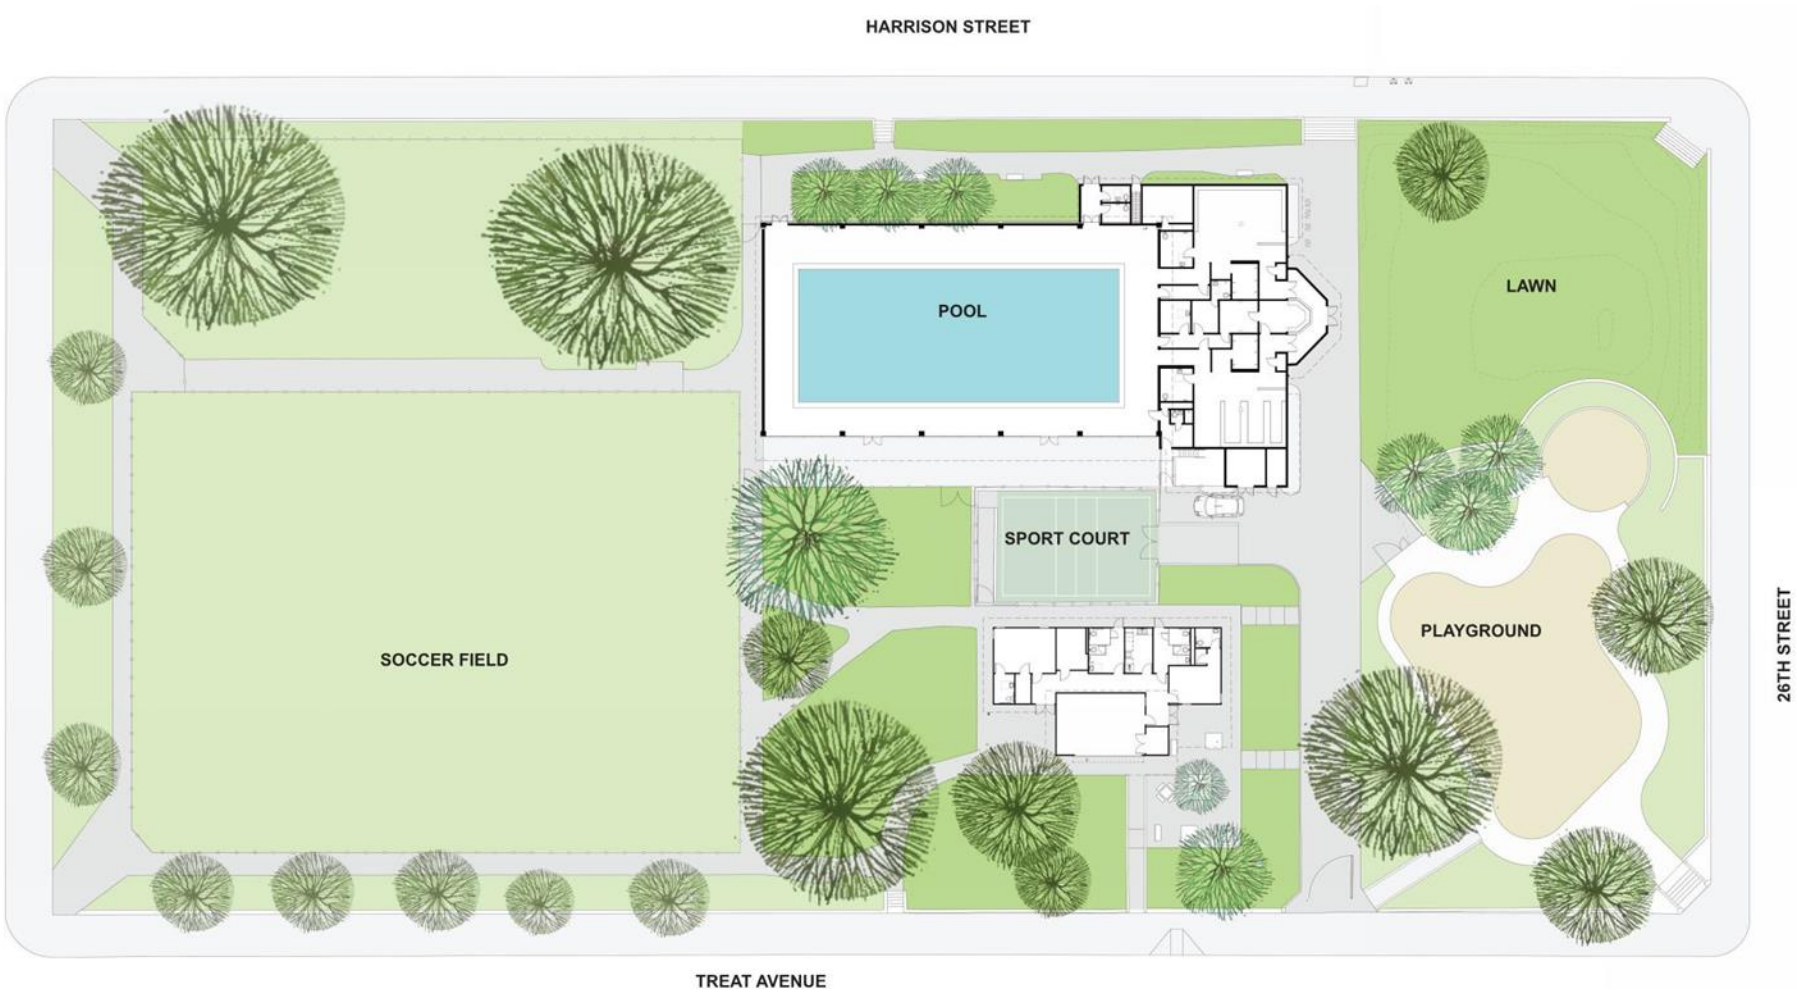 HARRISON STREET
POOL
LAWN
SPORT COURT
26TH STREET
PLAYGROUND
SOCCER FIELD
TREAT AVENUE